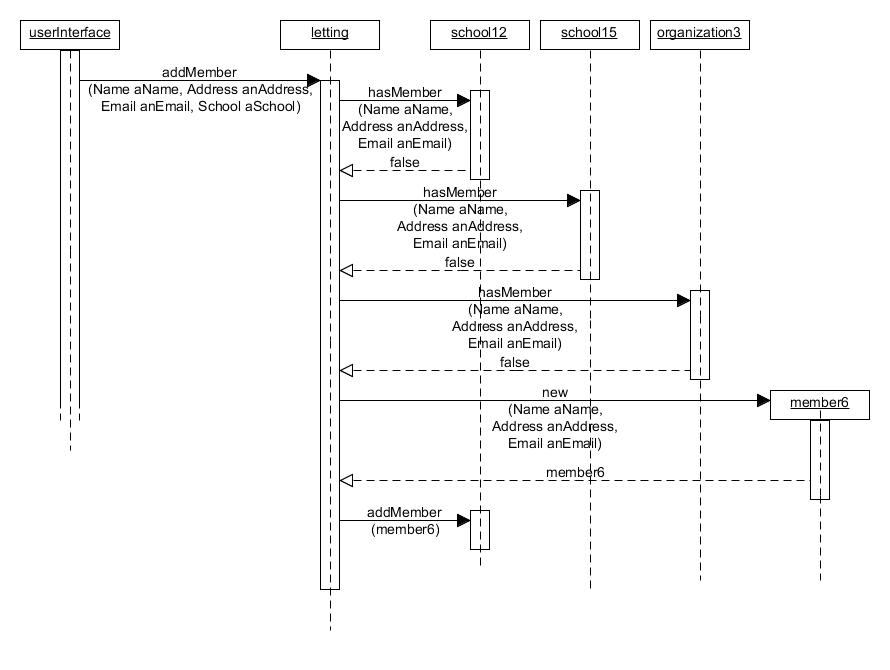 userInterface
letting
school12
school15
organization3
addMember
(Name aName, Address anAddress,
Email anEmail, School aSchool)
hasMember
(Name aName,
Address anAddress,
Email anEmail)
false
hasMember
(Name aName,
Address anAddress,
Email anEmail)
false
hasMember
(Name aName,
Address anAddress,
Email anEmail)
false
new
(Name aName,
Address anAddress,
Email anEmail)
member6
member6
addMember
(member6)